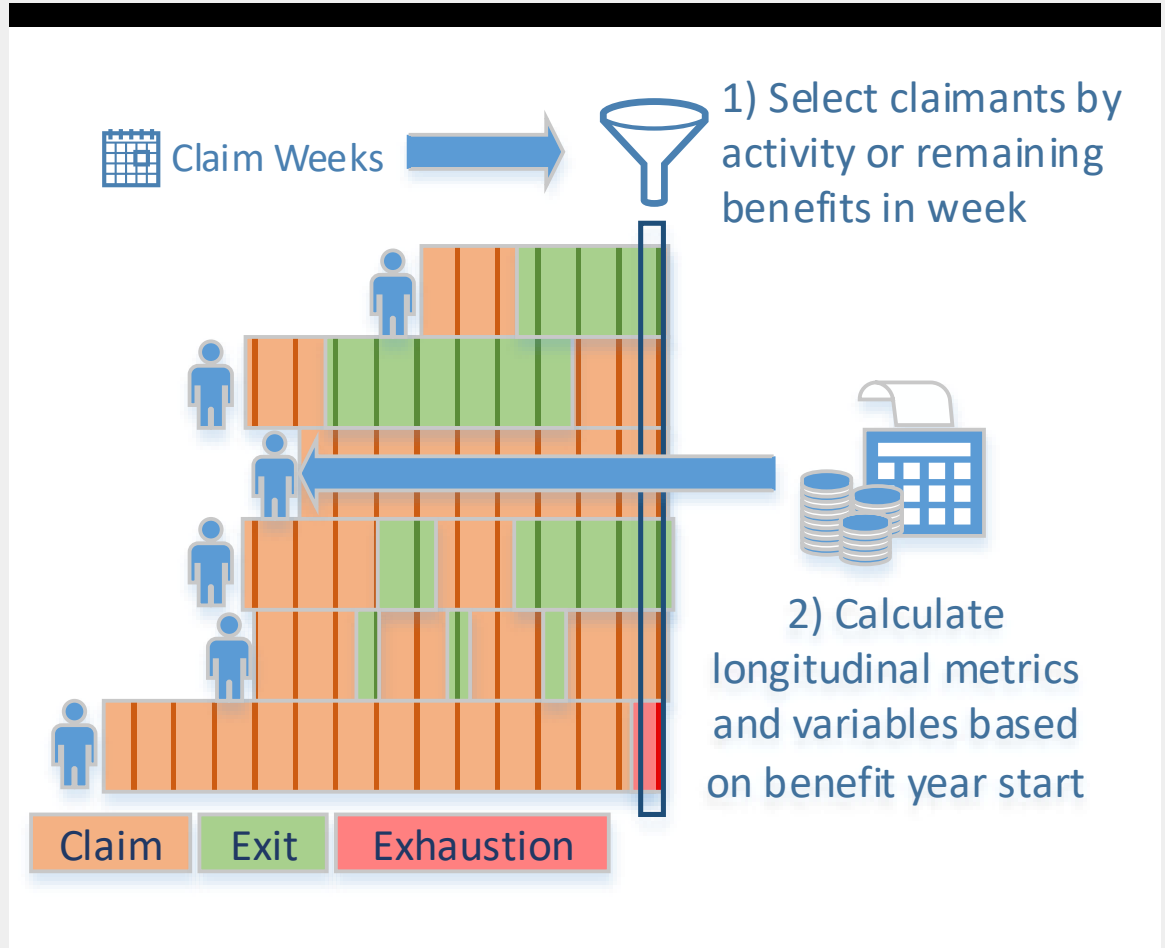 Claim Weeks
1) Select claimants by
activity or remaining
benefits in week
2) Calculate
longitudinal metrics
and variables based
on benefit year start
Claim
Exit
Exhaustion